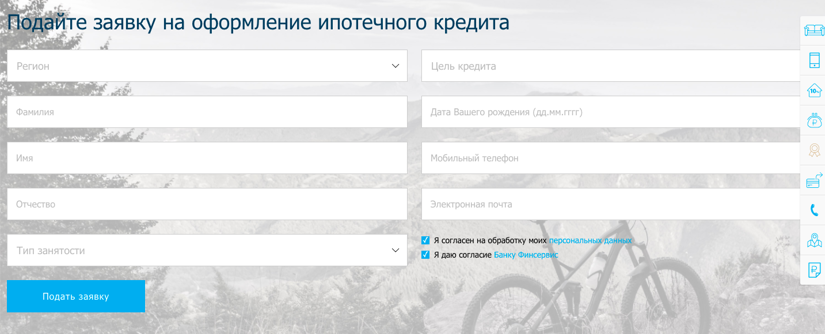 Подайте заявку на оформление ипотечного кредита
Регион
Цель кредита
Фамилия
Дата Вашего рождения (дд.мм.гггг)
Имя
Мобильный телефон
Отчество
Электронная почта
Тип занятости
Я согласен на обработку моих персональных данных
Я даю согласие Банку Финсервис
Подать заявку